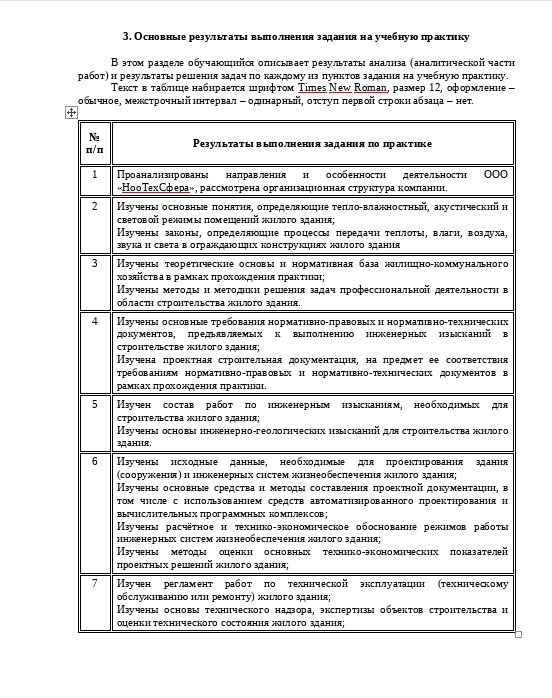 3. Основные результаты выполнения задания на учебную практику
В этом разделе обучающийся описывает результаты анализа (аналитической части
работ) и результаты решения задач по каждому из пунктов задания на учебную практику.
Текст в таблице набирается шрифтом Times New Roman, размер 12, оформление –
обычное, межстрочный интервал – одинарный, отступ первой строки абзаца – нет.
№
п/п
Результаты выполнения задания по практике
1
Проанализированы направления и особенности деятельности ООО
«НооТехСфера», рассмотрена организационная структура компании.
2
Изучены основные понятия, определяющие тепло-влажностный, акустический и
световой режимы помещений жилого здания;
Изучены законы, определяющие процессы передачи теплоты, влаги, воздуха,
звука и света в ограждающих конструкциях жилого здания
3
Изучены теоретические основы и нормативная база жилищно-коммунального
хозяйства в рамках прохождения практики;
Изучены методы и методики решения задач профессиональной деятельности в
области строительства жилого здания.
4
Изучены основные требования нормативно-правовых и нормативно-технических
документов, предъявляемых к выполнению инженерных изысканий в
строительстве жилого здания;
Изучена проектная строительная документация, на предмет ее соответствия
требованиям нормативно-правовых и нормативно-технических документов в
рамках прохождения практики.
5
Изучен состав работ по инженерным изысканиям, необходимых для
строительства жилого здания;
Изучены основы инженерно-геологических изысканий для строительства жилого
здания.
6
Изучены исходные данные, необходимые для проектирования здания
(сооружения) и инженерных систем жизнеобеспечения жилого здания;
Изучены основные средства и методы составления проектной документации, в
том числе с использованием средств автоматизированного проектирования и
вычислительных программных комплексов;
Изучены расчётное и технико-экономическое обоснование режимов работы
инженерных систем жизнеобеспечения жилого здания;
Изучены методы оценки основных технико-экономических показателей
проектных решений жилого здания;
7
Изучен регламент работ по технической эксплуатации (техническому
обслуживанию или ремонту) жилого здания;
Изучены основы технического надзора, экспертизы объектов строительства и
оценки технического состояния жилого здания;